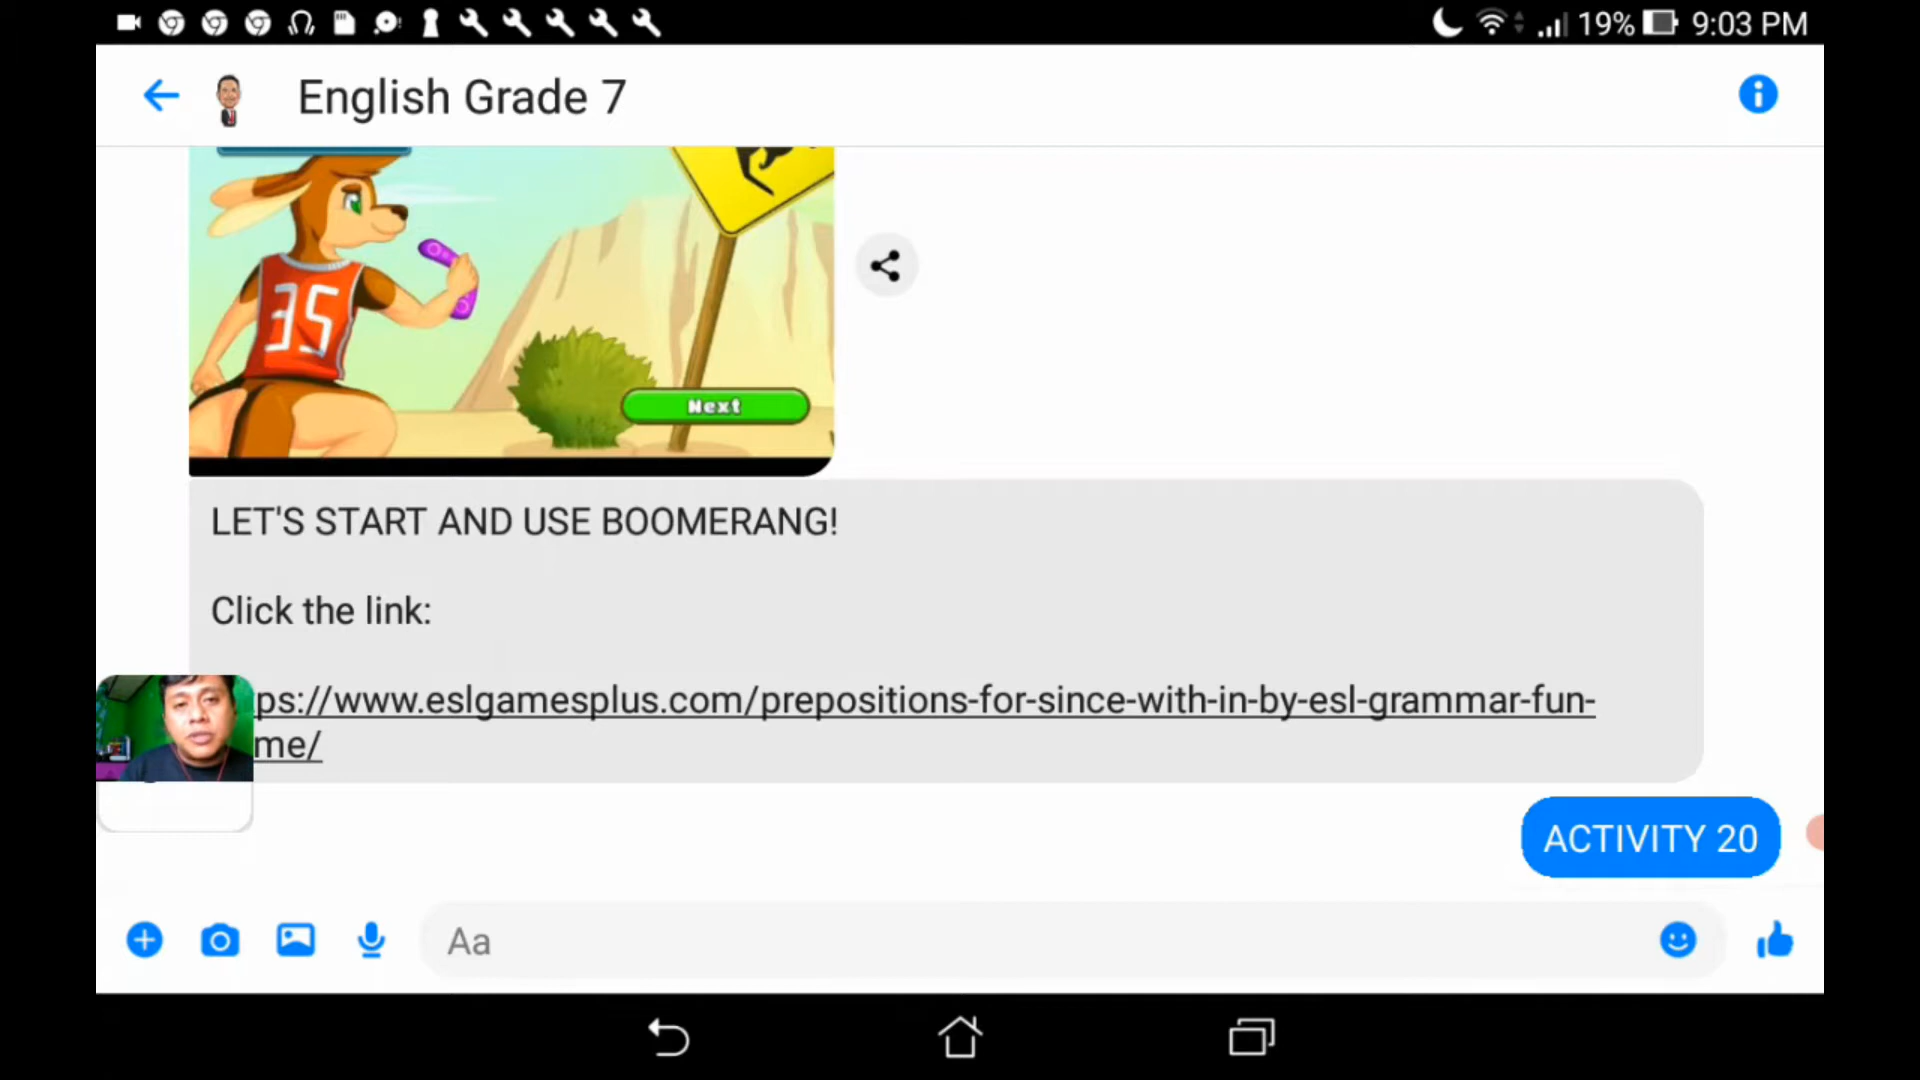 19% 9:03 PM
English Grade 7
35
Next
LET'S START AND USE BOOMERANG!
Click the link:
ps://www.eslgamesplus.com/prepositions-for-since-with-in-by-esl-grammar-fun-
me/
ACTIVITY 20
Aa